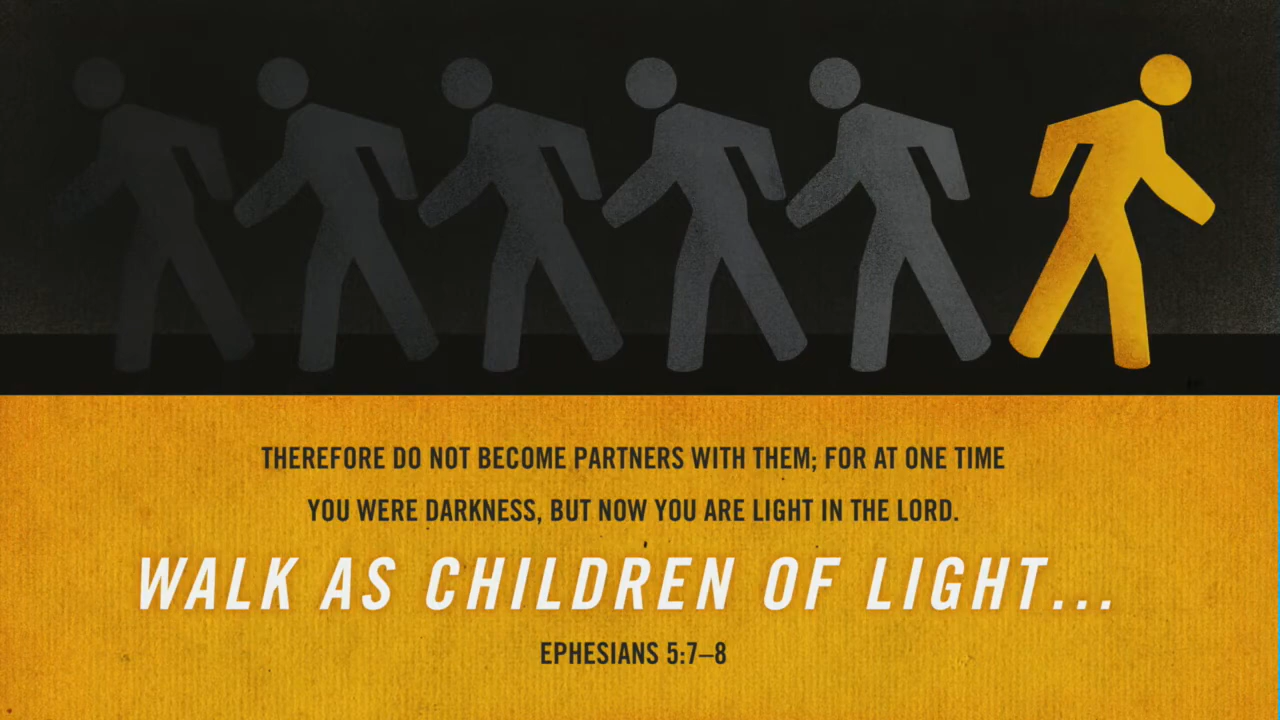 THEREFORE DO NOT BECOME PARTNERS WITH THEM; FOR AT ONE TIME
YOU WERE DARKNESS, BUT NOW YOU ARE LIGHT IN THE LORD.
WALK AS CHILDREN OF LIGHT...
EPHESIANS 5:7–8